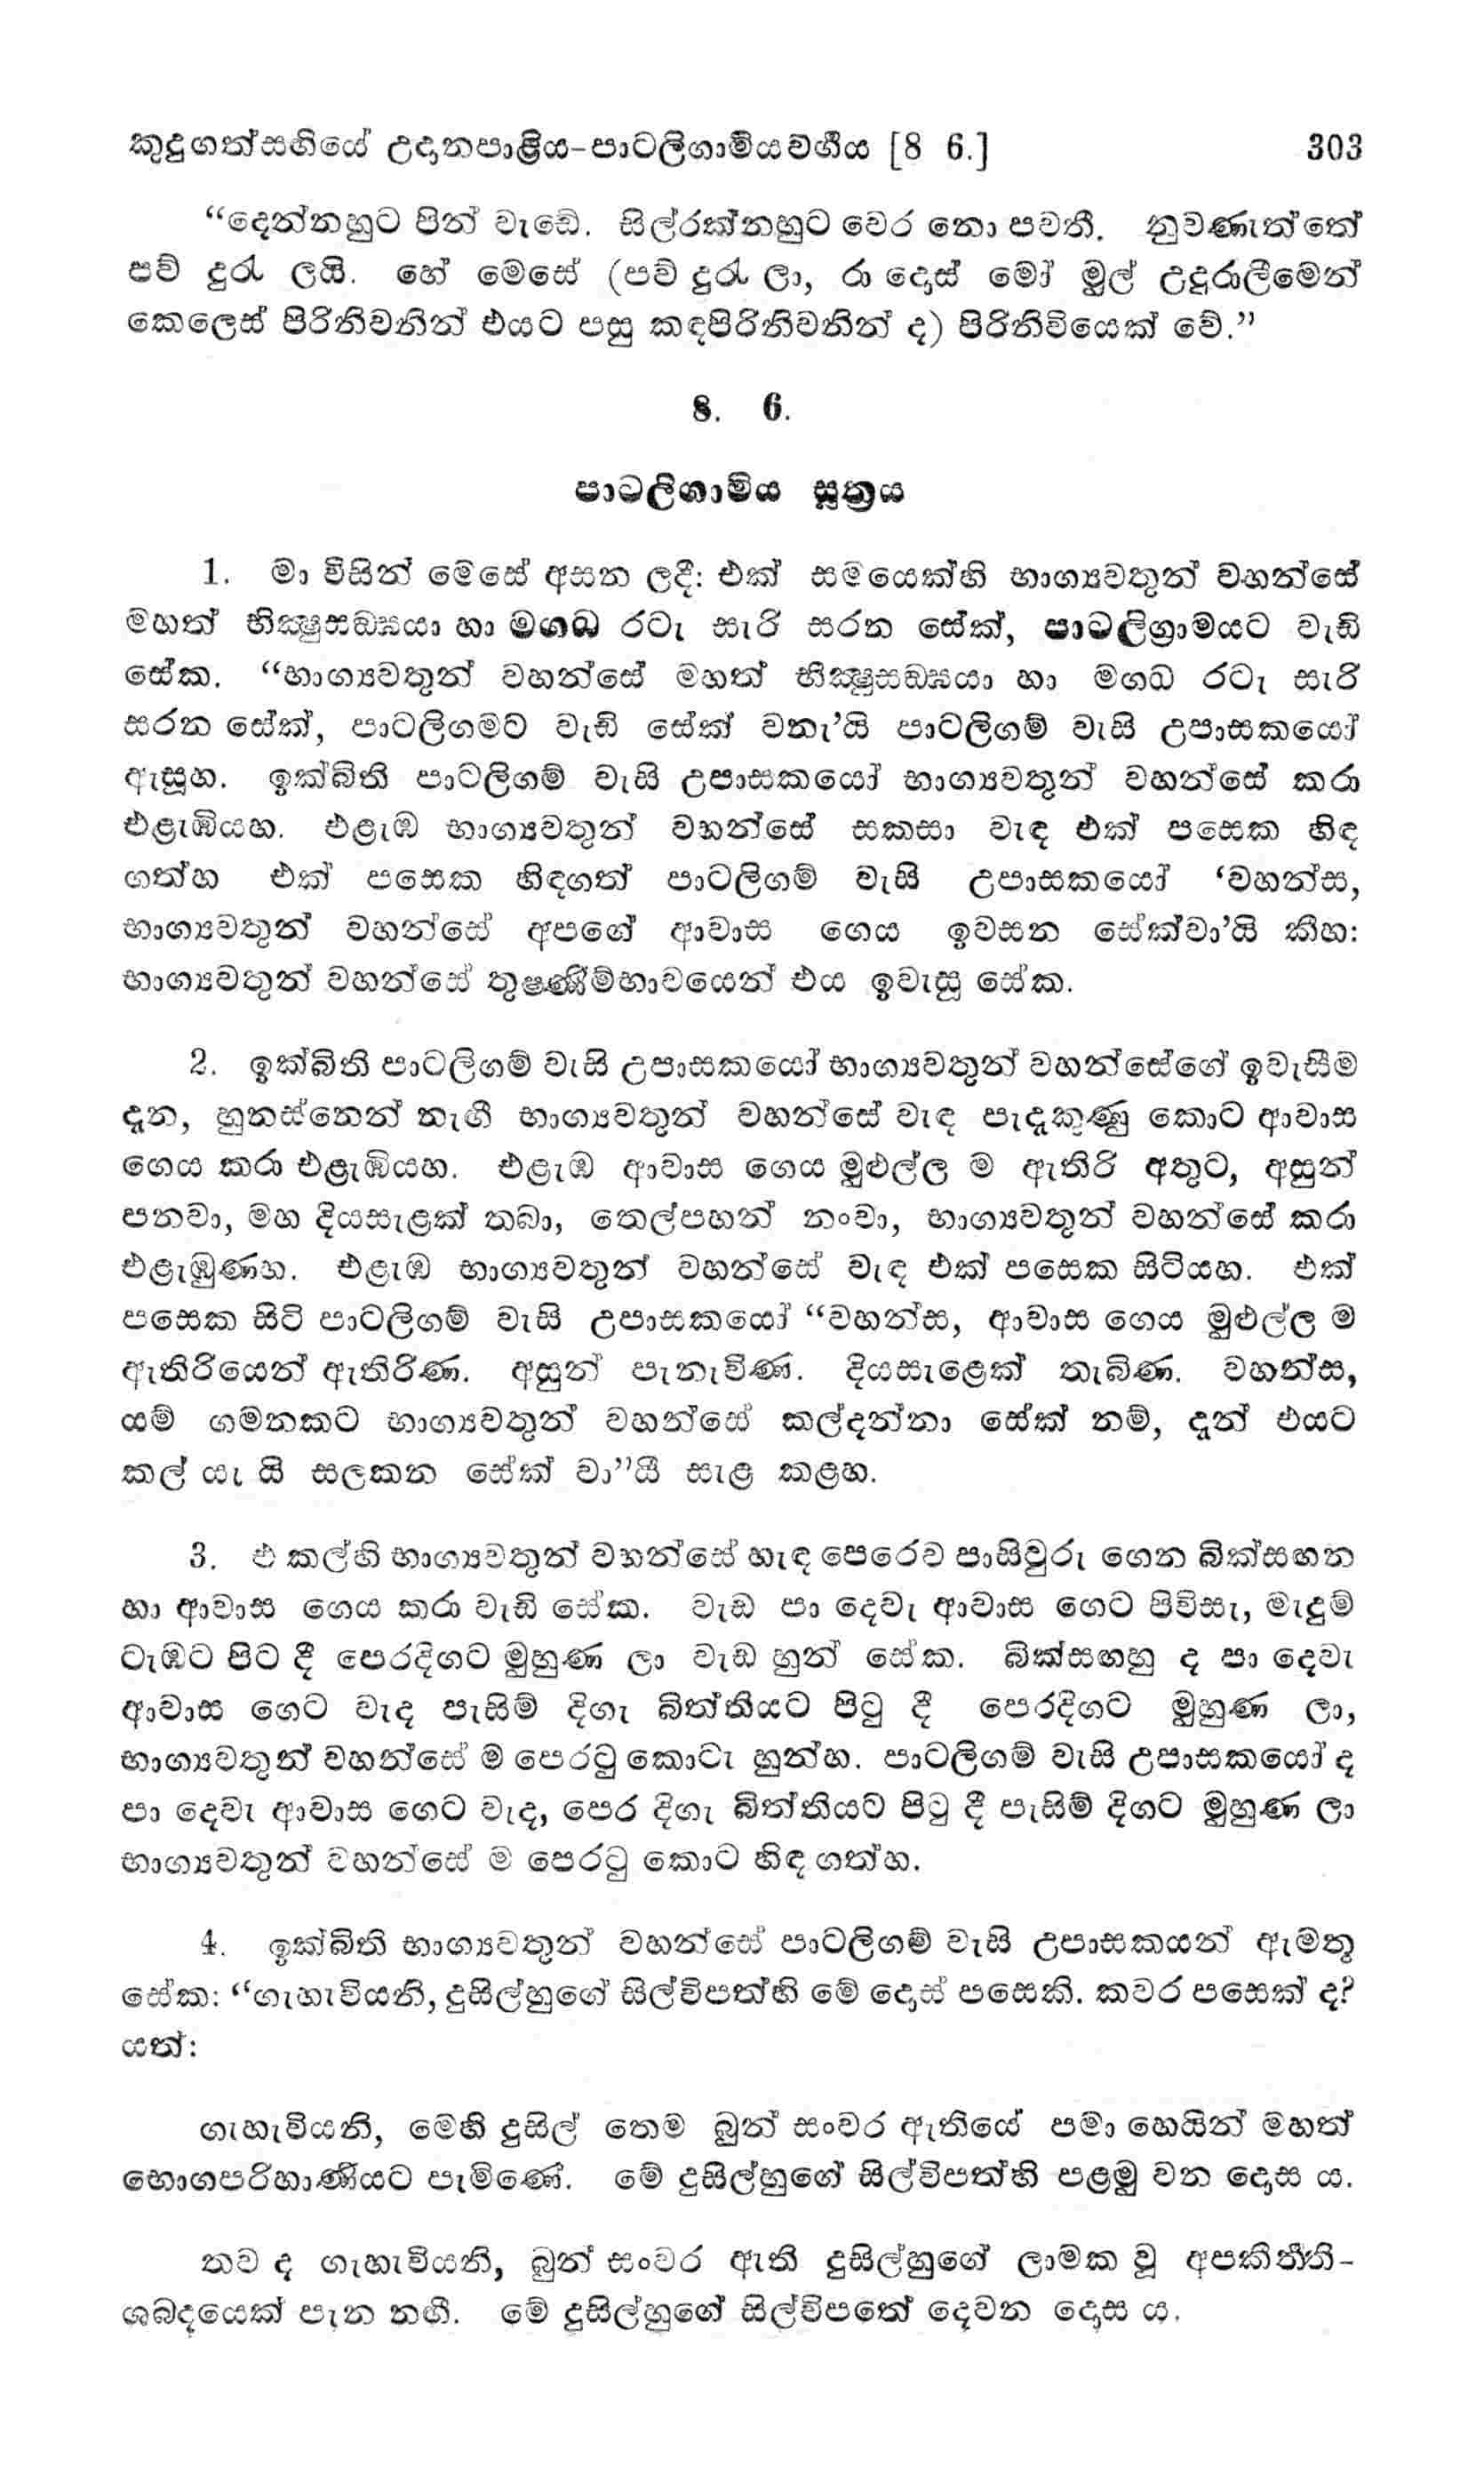 කුදුගත්සඟියේ උදානපාළිය-පාටලිගාමියවර්ගය [8 6.] 303
“දෙන්නහුට පින් වැඩේ. සිල්රක්නහුට වෙර නො පවතී. නුවණැත්තේ
පව් දුරැ ලයි. හේ මෙසේ (පව් දුරැ ලා, රා දොස් මෝ මුල් උදුරාලීමෙන්
කෙලෙස් පිරිනිවනින් එයට පසු කඳපිරිනිවනින් ද) පිරිනිවියෙක් වේ.”
8. 6.
පාටලිගාමිය සූත්‍රය
1. මා විසින් මෙසේ අසන ලදී: එක් සමයෙක්හි භාග්‍යවතුන් වහන්සේ
මහත් භික්‍ෂුසඞ්ඝයා හා මගධ රටැ සැරි සරන සේක්, පාටලිග්‍රාමයට වැඩි
සේක. “භාග්‍යවතුන් වහන්සේ මහත් භික්‍ෂුසඞ්ඝයා හා මගධ රටැ සැරි
සරන සේක්, පාටලිගමට වැඩි සේක් වනැ’යි පාටලිගම් වැසි උපාසකයෝ
ඇසූහ. ඉක්බිති පාටලිගම් වැසි උපාසකයෝ භාග්‍යවතුන් වහන්සේ කරා
එළැඹියහ. එළැඹ භාග්‍යවතුන් වහන්සේ සකසා වැඳ එක් පසෙක හිඳ
ගත්හ එක් පසෙක හිඳගත් පාටලිගම් වැසි උපාසකයෝ ‘වහන්ස,
භාග්‍යවතුන් වහන්සේ අපගේ ආවාස ගෙය ඉවසන සේක්වා’යි කීහ:
භාග්‍යවතුන් වහන්සේ තුෂ්ණීම්භාවයෙන් එය ඉවැසූ සේක.
2. ඉක්බිති පාටලිගම් වැසි උපාසකයෝ භාග්‍යවතුන් වහන්සේගේ ඉවැසීම
දැන, හුනස්නෙන් නැඟී භාග්‍යවතුන් වහන්සේ වැඳ පැදැකුණු කොට ආවාස
ගෙය කරා එළැඹියහ. එළැඹ ආවාස ගෙය මුළුල්ල ම ඇතිරි අතුට, අසුන්
පනවා, මහ දියසැළක් තබා, තෙල්පහන් නංවා, භාග්‍යවතුන් වහන්සේ කරා
එළැඹුණහ. එළැඹ භාග්‍යවතුන් වහන්සේ වැඳ එක් පසෙක සිටියහ. එක්
පසෙක සිටි පාටලිගම් වැසි උපාසකයෝ “වහන්ස, ආවාස ගෙය මුළුල්ල ම
ඇතිරියෙන් ඇතිරිණ. අසුන් පැනැවිණ. දියසැළෙක් තැබිණ. වහන්ස,
යම් ගමනකට භාග්‍යවතුන් වහන්සේ කල්දන්නා සේක් නම්, දැන් එයට
කල් යැ යි සලකන සේක් වා”යී සැළ කළහ.
3. එ කල්හි භාග්‍යවතුන් වහන්සේ හැඳ පෙරෙව පාසිවුරු ගෙන බික්සඟන
හා ආවාස ගෙය කරා වැඩි සේක. වැඩ පා දෙවැ ආවාස ගෙට පිවිසැ, මැදුම්
ටැඹට පිට දී පෙරදිගට මුහුණ ලා වැඩ හුන් සේක. බික්සඟහු ද පා දෙවැ
ආවාස ගෙට වැද පැසිම් දිගැ බිත්තියට පිටු දී පෙරදිගට මුහුණ ලා,
භාග්‍යවතුන් වහන්සේ ම පෙරටු කොටැ හුන්හ. පාටලිගම් වැසි උපාසකයෝ ද
පා දෙවැ ආවාස ගෙට වැද, පෙර දිගැ බිත්තියට පිටු දී පැසිම් දිගට මුහුණ ලා
භාග්‍යවතුන් වහන්සේ ම පෙරටු කොට හිඳ ගත්හ.
4. ඉක්බිති භාග්‍යවතුන් වහන්සේ පාටලිගම් වැසි උපාසකයන් ඇමතූ
සේක: “ගැහැවියනි, දුසිල්හුගේ සිල්විපත්හි මේ දොස් පසෙකි. කවර පසෙක් ද?
යත්:
ගැහැවියනි, මෙහි දුසිල් තෙම බුන් සංවර ඇතියේ පමා හෙයින් මහත්
භොගපරිහාණියට පැමිණේ. මේ දුසිල්හුගේ සිල්විපත්හි පළමු වන දොස ය.
තව ද ගැහැවියනි, බුන් සංවර ඇති දුසිල්හුගේ ලාමක වූ අපකීර්ති-
ශබ්දයෙක් පැන නඟී. මේ දුසිල්හුගේ සිල්විපතේ දෙවන දොස ය.